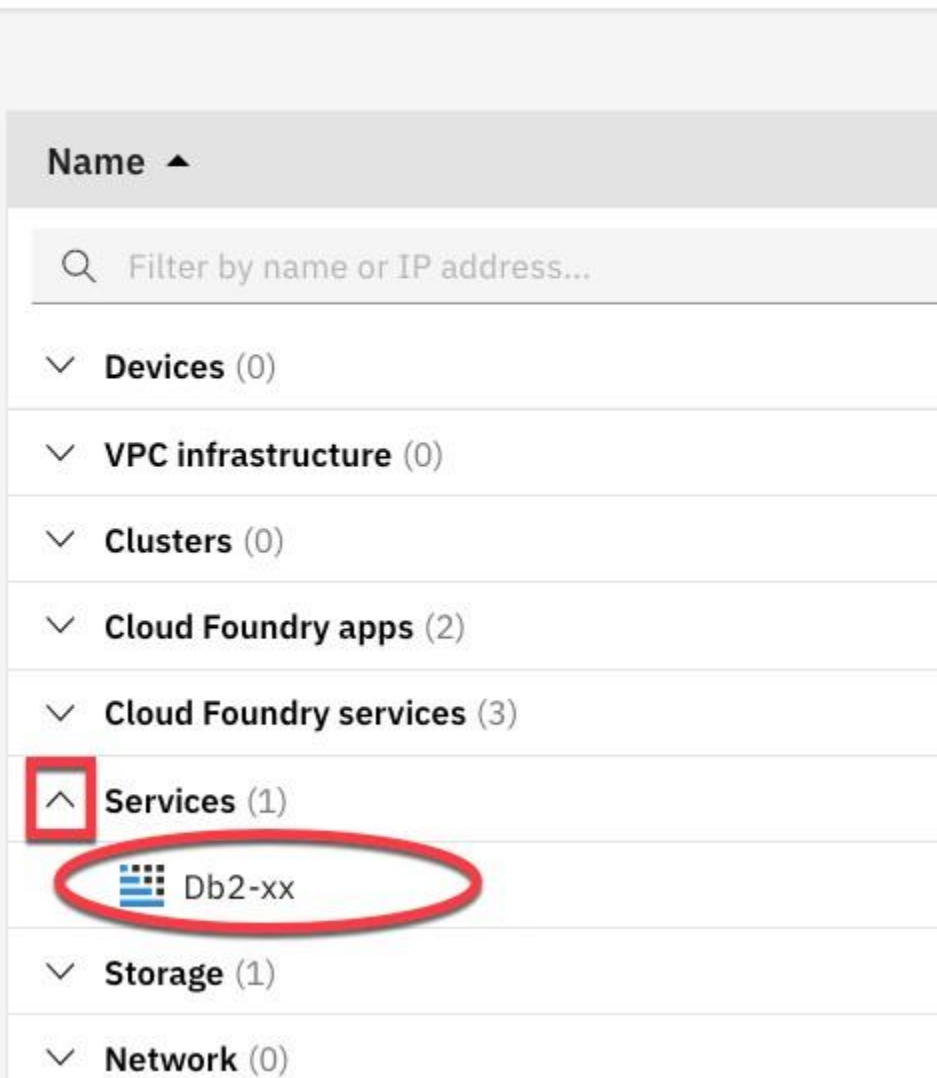 Name
Filter by name or IP address...
Devices (0)
VPC infrastructure (0)
Clusters (0)
Cloud Foundry apps (2)
Cloud Foundry services (3)
Services (1)
Db2-xx
Storage (1)
Network (0)